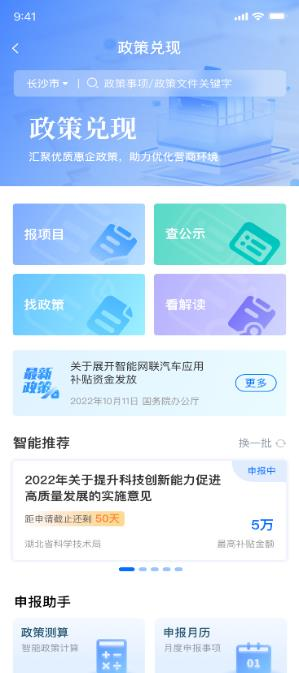 9:41
政策兑现
长沙市 政策事项/政策文件关键字
政策兑现
汇聚优质惠企政策，助力优化营商环境
报项目
查公示
找政策
看解读
最新
政策
关于展开智能网联汽车应用
补贴资金发放
2022年10月11日 国务院办公厅
更多
智能推荐
换一批
申报中
2022年关于提升科技创新能力促进
高质量发展的实施意见
距申请截止还剩 50天
5万
湖北省科学技术局
最高补贴金额
申报助手
政策测算
智能政策计算
申报月历
月度申报事项
01